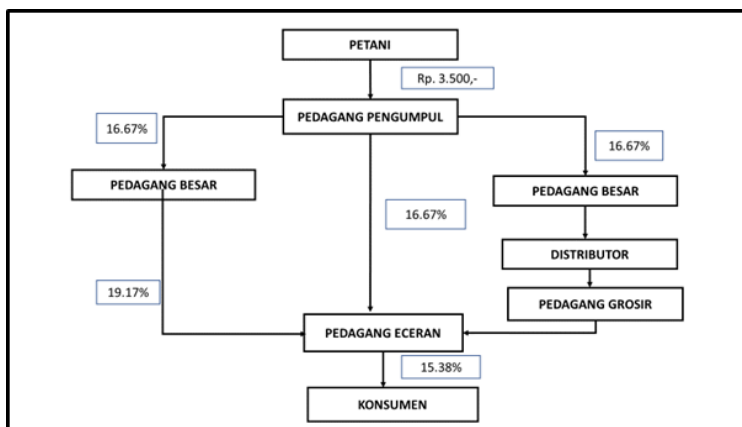 PETANI
Rp. 3.500,-
PEDAGANG PENGUMPUL
16.67%
16.67%
PEDAGANG BESAR
PEDAGANG BESAR
16.67%
DISTRIBUTOR
19.17%
PEDAGANG GROSIR
PEDAGANG ECERAN
15.38%
KONSUMEN